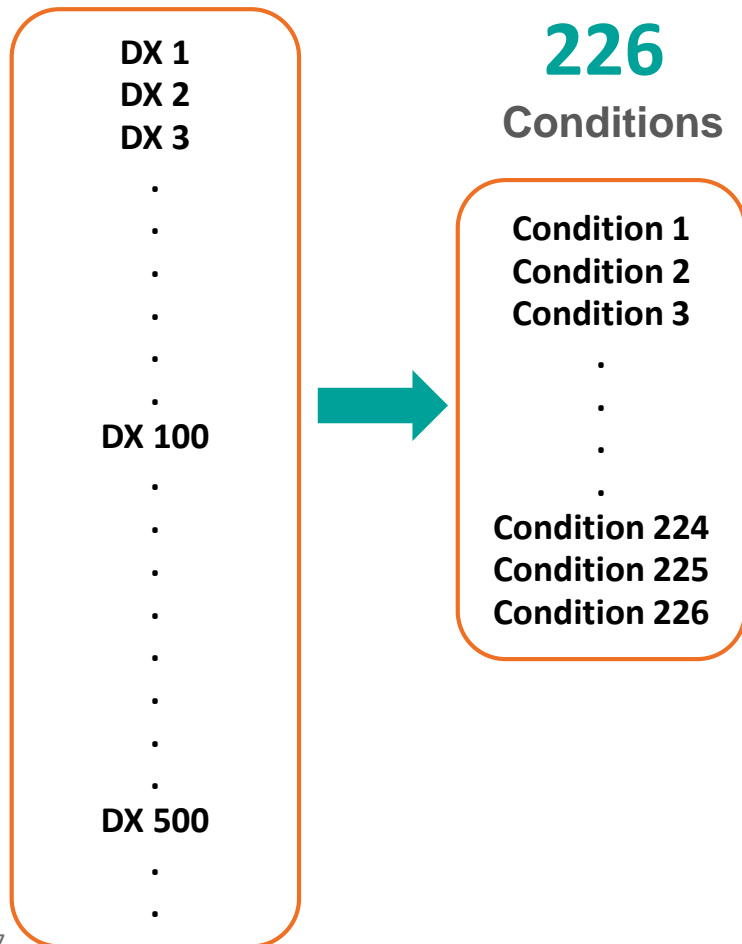 DX 1
DX 2
DX 3
.
.
.
.
.
.
DX 100
.
.
.
.
.
.
.
.
DX 500
.
.
226
Conditions
Condition 1
Condition 2
Condition 3
.
.
.
.
Condition 224
Condition 225
Condition 226